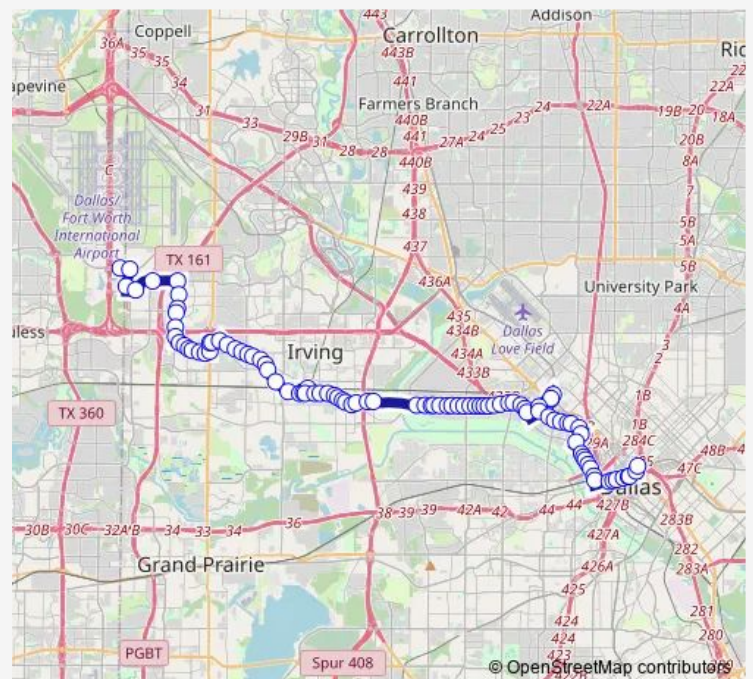 443
Addison
Coppell
Carrollton
36A
35
35
443B
Ric
34
441
22A
apevine
31
Farmers Branch
33
440B
24
22A
19B
20
18A
29B
31
441
27A
24
25
23
28
28
20B
440B
8A
C
439
7
Dallas/
Fort Worth
International
Airport
438
5B
5A
TX 161
437
5B
436A
University Park
4A
435
434B
Dallas
Love Field
less
Irving
434A
3
433B
2
1B
TX 360
1B
29A
284C
48B
47C
Dallas
427B
38
39
39
42A
42
44
44
283B
30B
30C
32A
B
33
34
36
427A
282
Grand Prairie
426A
283A
425
281
424
280
423
PGBT
Spur 408
424
© OpenStreetMap contributors